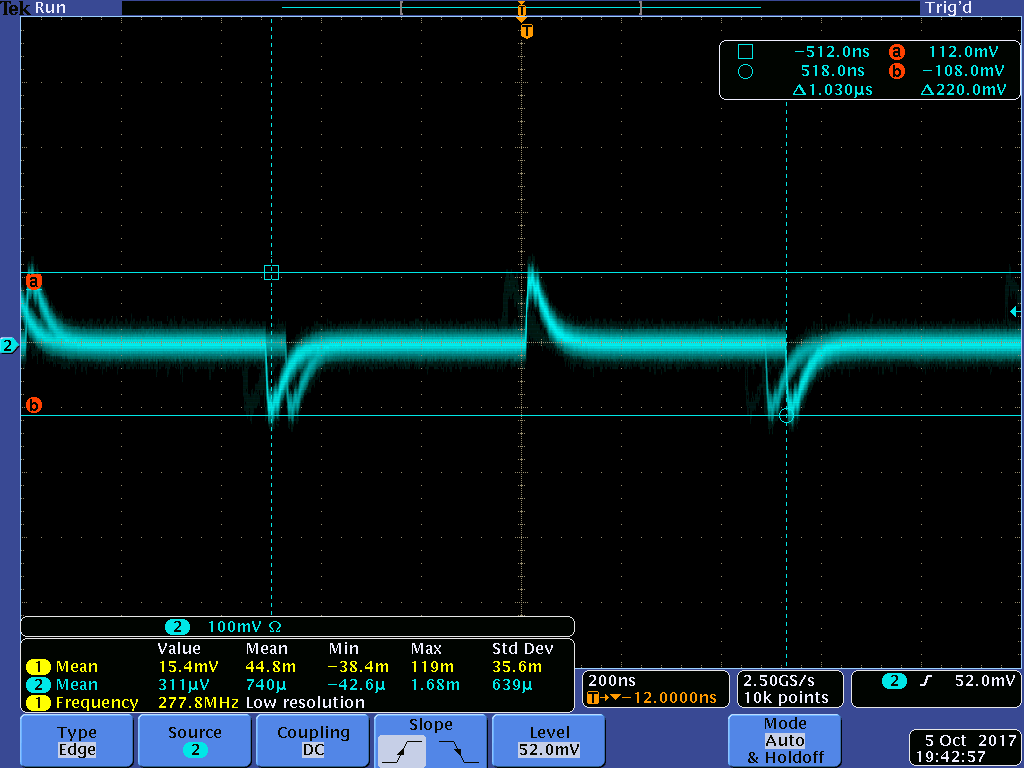 Tek Run Trig'd
T
T
−512.0ns a 112.0mV
518.0ns b −108.0mV
Δ1.030µs Δ220.0mV
a
2
b
2 100mV Ω
Value Mean Min Max Std Dev
1 Mean 15.4mV 44.8m −38.4m 119m 35.6m
2 Mean 311µV 740µ −42.6µ 1.68m 639µ
1 Frequency 277.8MHz Low resolution
200ns
T→▼−12.0000ns
2.50GS/s
10k points
2 52.0mV
Type
Edge
Source
2
Coupling
DC
Slope
Level
52.0mV
Mode
Auto
& Holdoff
5 Oct 2017
19:42:57